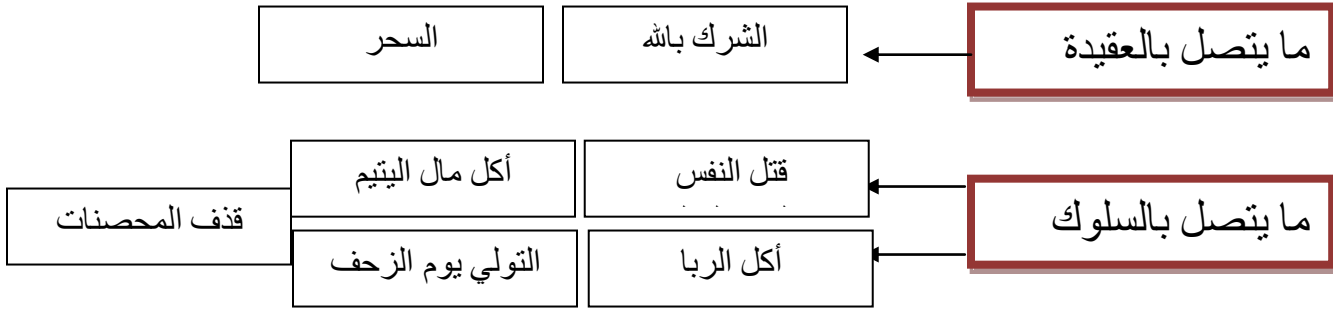 ما يتصل بالعقيدة
الشرك بالله
السحر
ما يتصل بالسلوك
قتل النفس
أكل مال اليتيم
أكل الربا
التولي يوم الزحف
قذف المحصنات